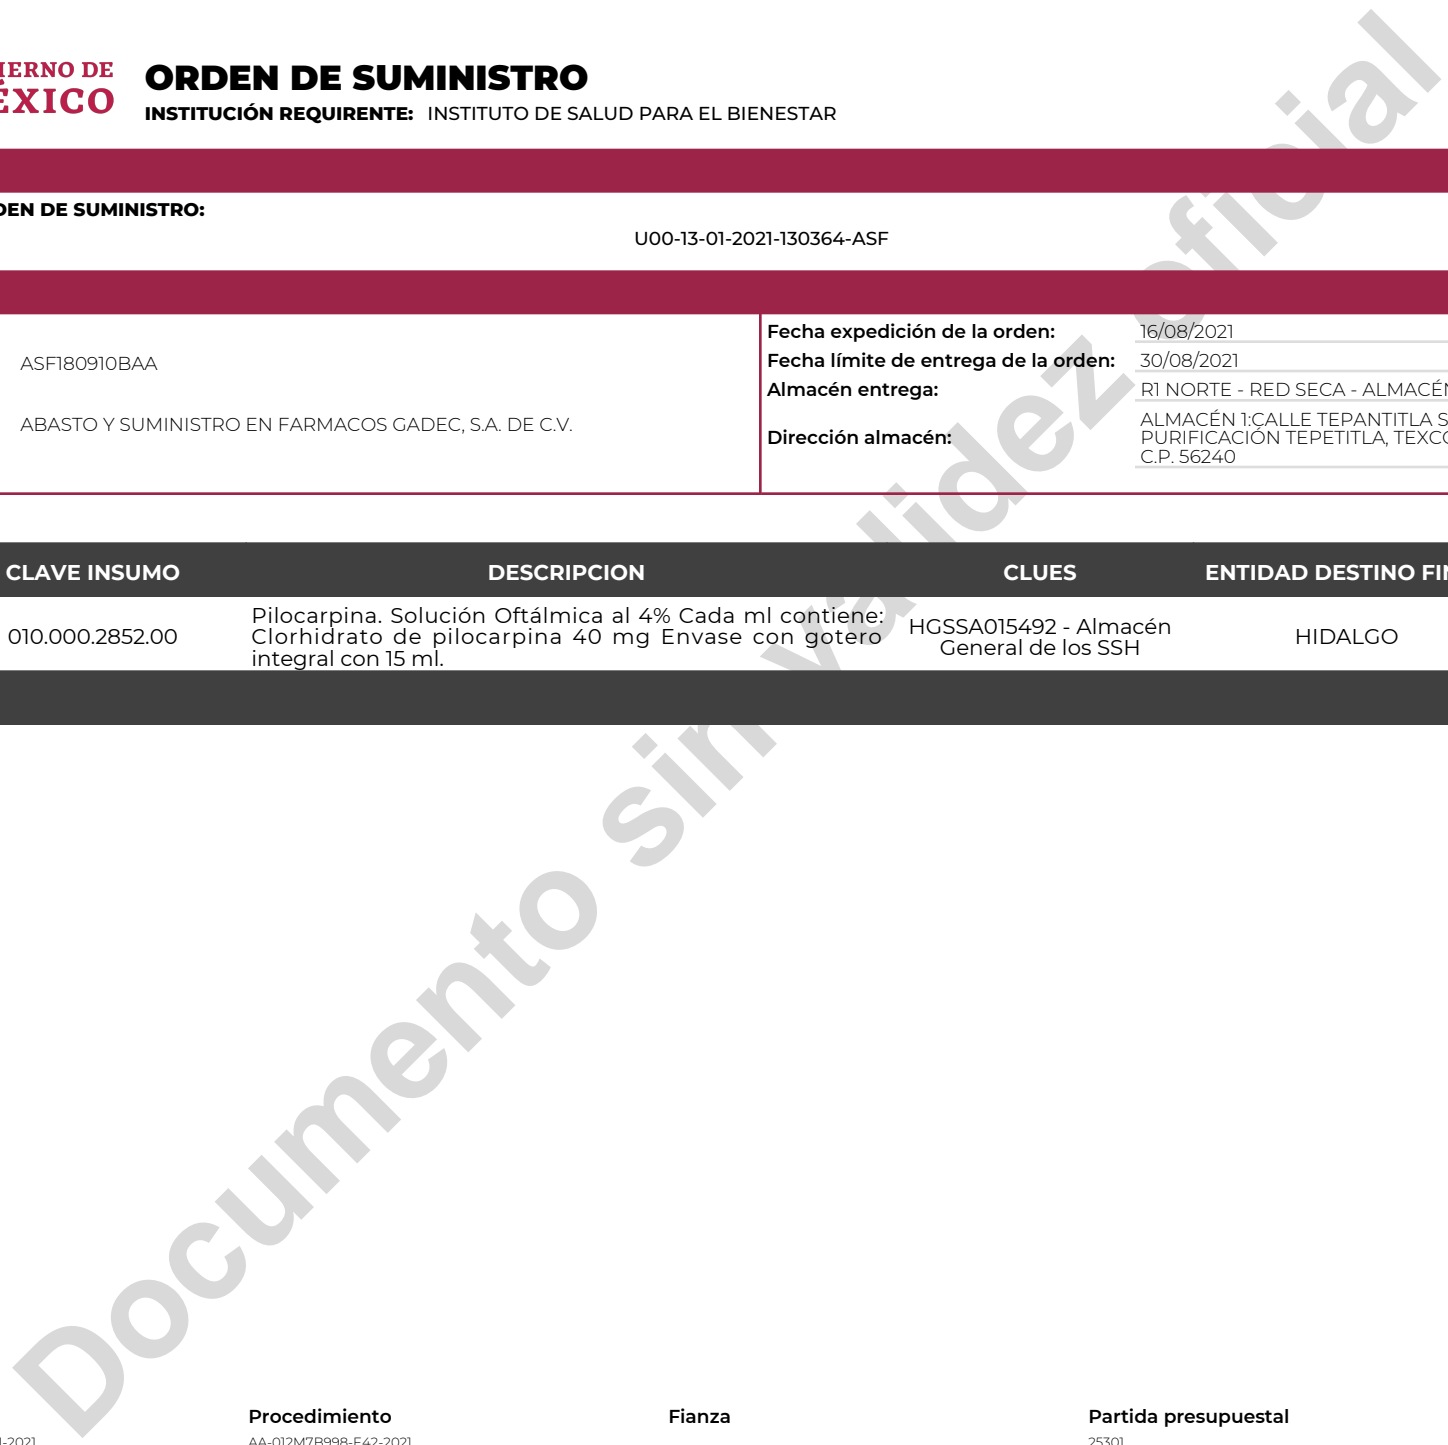 IERNO DE
ÉXICO
ORDEN DE SUMINISTRO
INSTITUCIÓN REQUIRENTE: INSTITUTO DE SALUD PARA EL BIENESTAR
DEN DE SUMINISTRO:
U00-13-01-2021-130364-ASF
ASF180910BAA
ABASTO Y SUMINISTRO EN FARMACOS GADEC, S.A. DE C.V.
Fecha expedición de la orden: 16/08/2021
Fecha límite de entrega de la orden: 30/08/2021
Almacén entrega: R1 NORTE - RED SECA - ALMACÉN
Dirección almacén:
ALMACÉN 1:CALLE TEPANTITLA S
PURIFICACIÓN TEPETITLA, TEXCO
C.P. 56240
CLAVE INSUMO DESCRIPCION CLUES ENTIDAD DESTINO FIN
010.000.2852.00
Pilocarpina. Solución Oftálmica al 4% Cada ml contiene:
Clorhidrato de pilocarpina 40 mg Envase con gotero
integral con 15 ml.
HGSSA015492 - Almacén
General de los SSH
HIDALGO
Documento sin validez oficial
Procedimiento Fianza Partida presupuestal
-2021 AA-012M7B998-E42-2021 25301